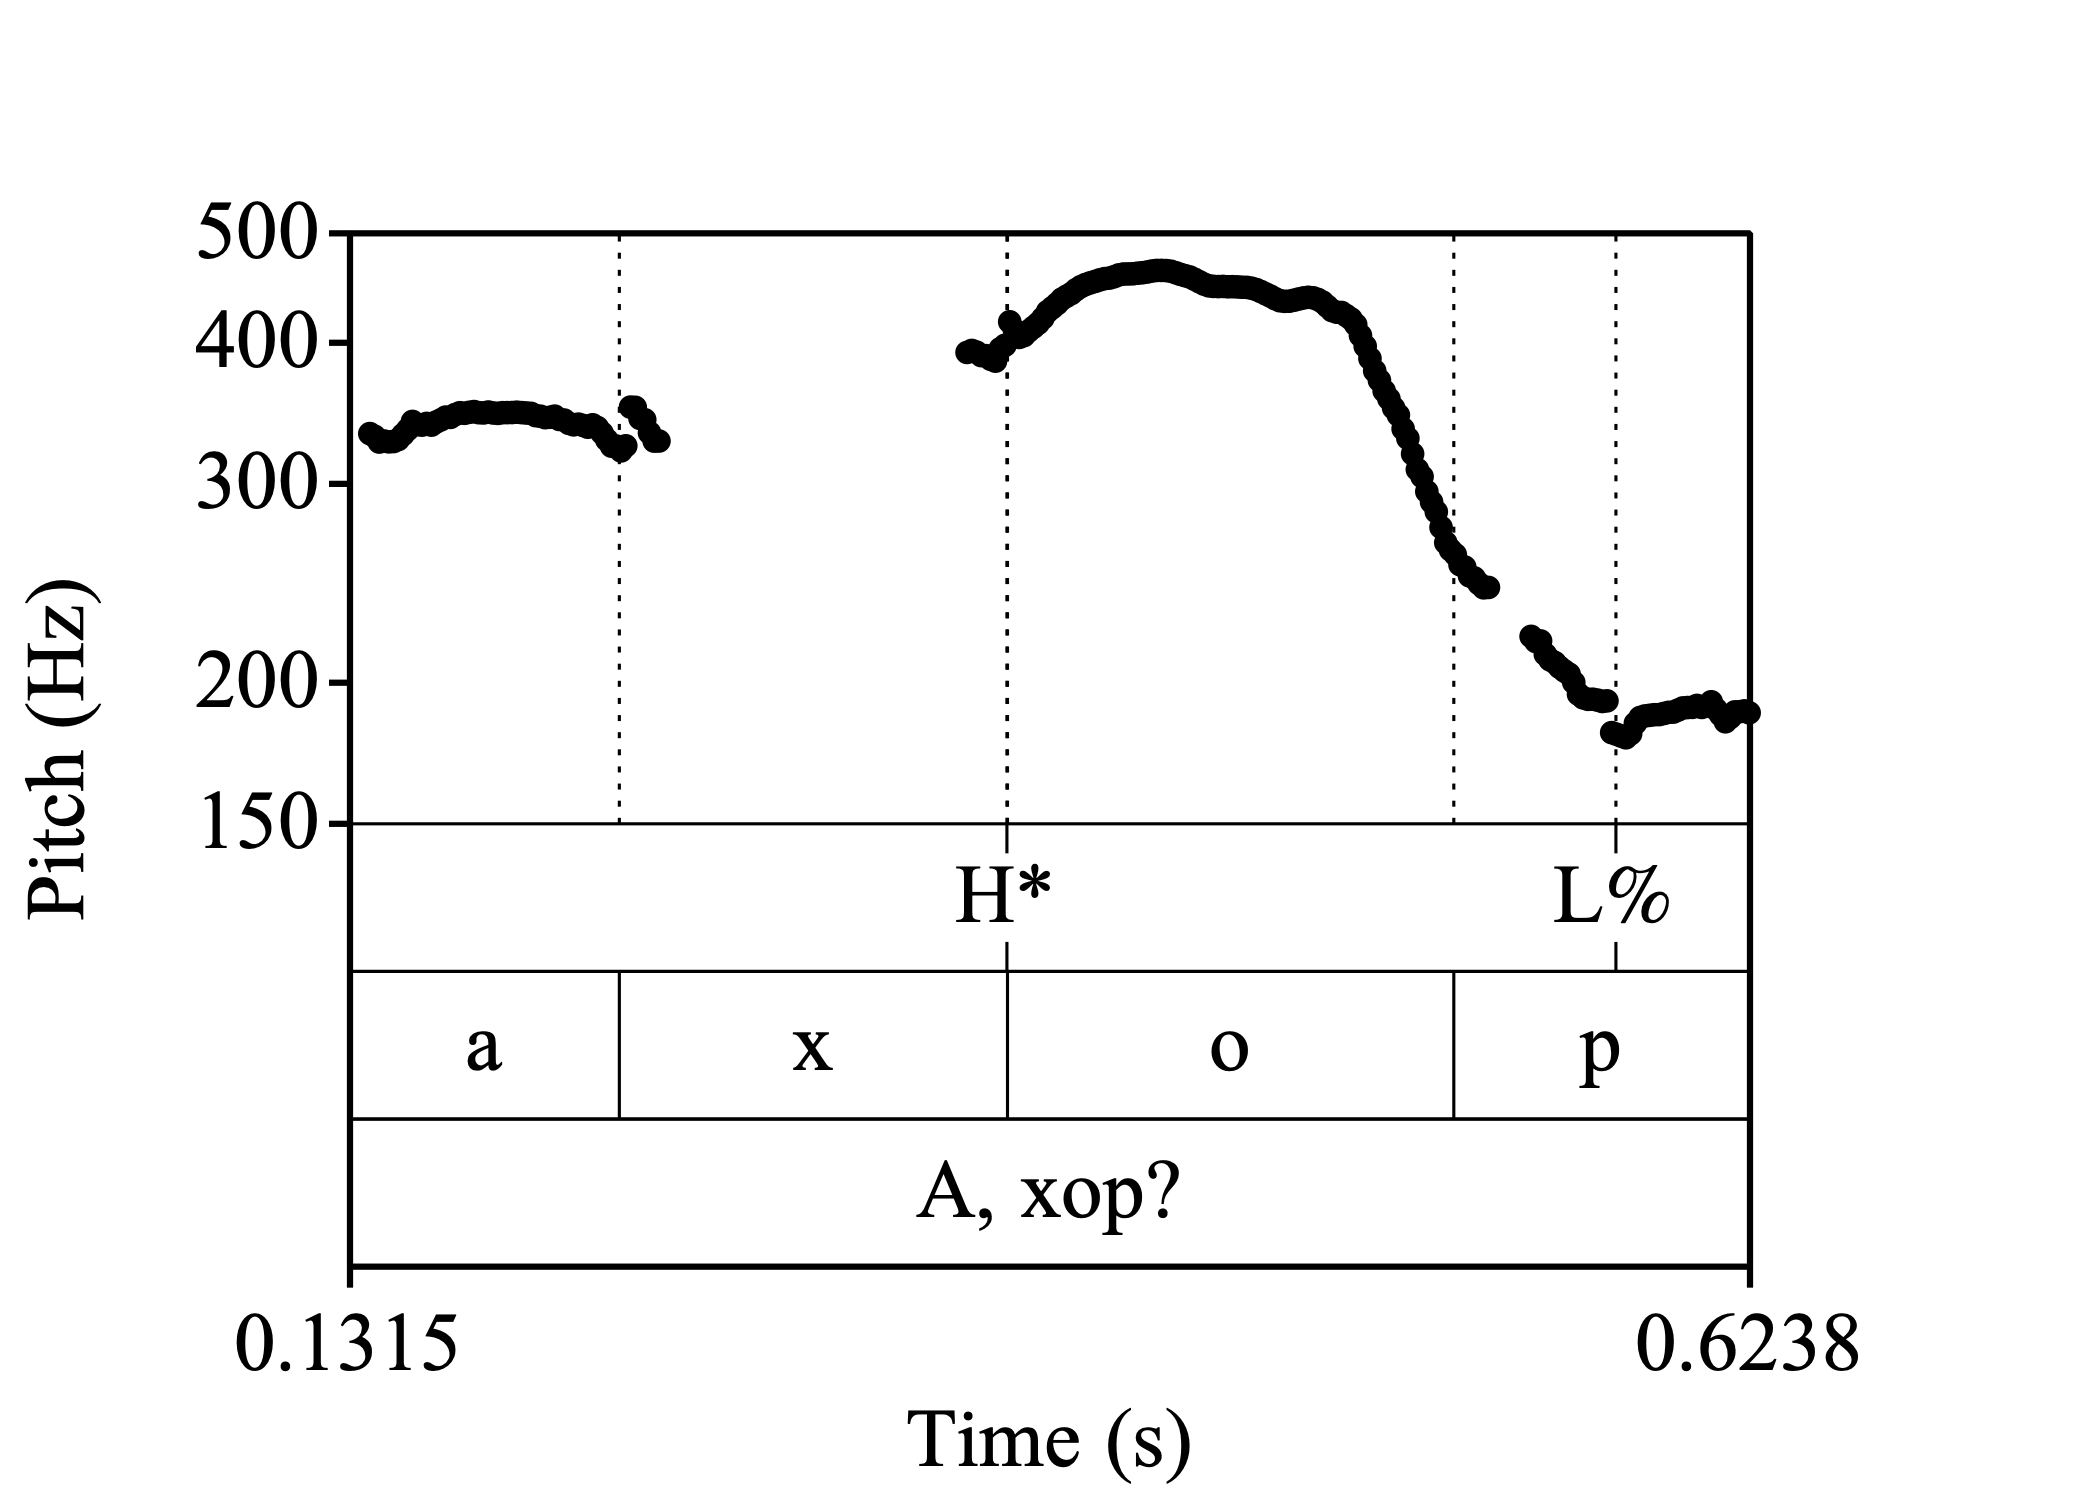 500
400
300
200
150
Pitch (Hz)
H* L%
a x o p
A, xop?
0.1315 0.6238
Time (s)